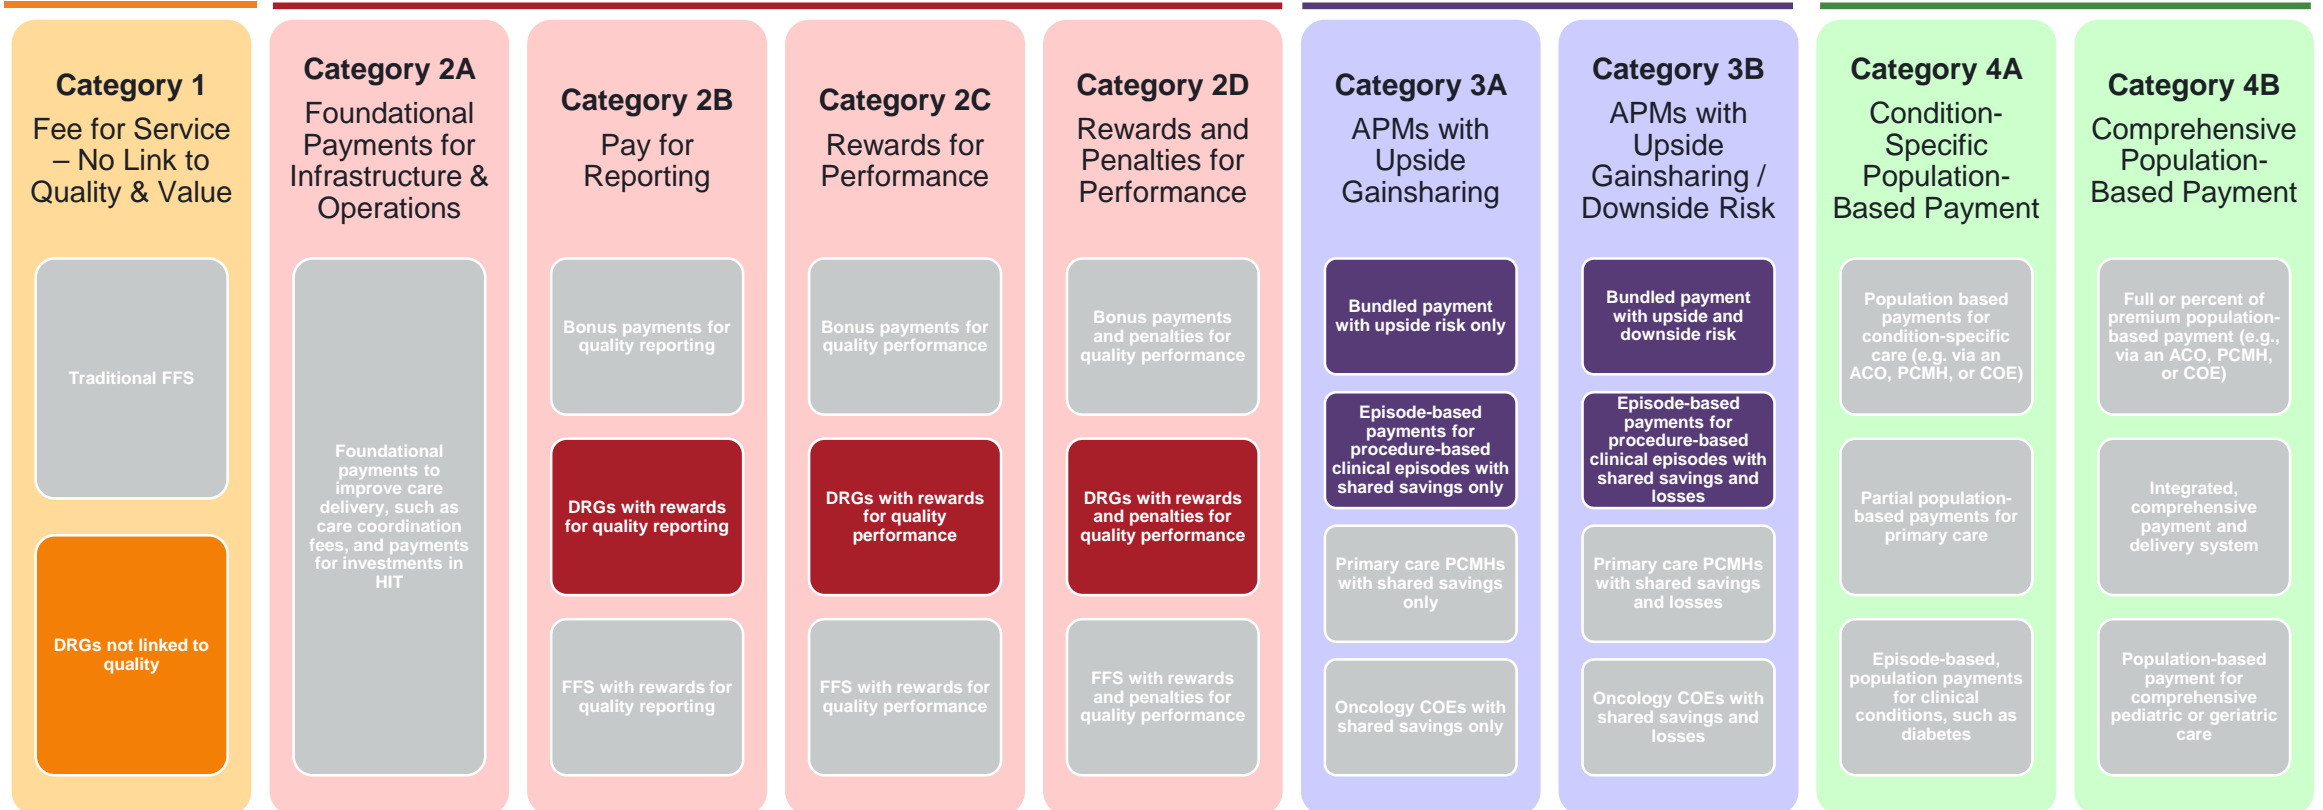 Category 1
Fee for Service
– No Link to
Quality & Value
Traditional FFS
DRGs not linked to
quality
Category 2A
Foundational
Payments for
Infrastructure &
Operations
Foundational
payments to
improve care
delivery, such as
care coordination
fees, and payments
for investments in
HIT
Category 2B
Pay for
Reporting
Bonus payments for
quality reporting
DRGs with rewards
for quality reporting
FFS with rewards for
quality reporting
Category 2C
Rewards for
Performance
Bonus payments for
quality performance
DRGs with rewards
for quality
performance
FFS with rewards for
quality performance
Category 2D
Rewards and
Penalties for
Performance
Bonus payments
and penalties for
quality performance
DRGs with rewards
and penalties for
quality performance
FFS with rewards
and penalties for
quality performance
Category 3A
APMs with
Upside
Gainsharing
Bundled payment
with upside risk only
Episode-based
payments for
procedure-based
clinical episodes with
shared savings only
Primary care PCMHs
with shared savings
only
Oncology COEs with
shared savings only
Category 3B
APMs with
Upside
Gainsharing /
Downside Risk
Bundled payment
with upside and
downside risk
Episode-based
payments for
procedure-based
clinical episodes with
shared savings and
losses
Primary care PCMHs
with shared savings
and losses
Oncology COEs with
shared savings and
losses
Category 4A
Condition-
Specific
Population-
Based Payment
Population based
payments for
condition-specific
care (e.g. via an
ACO, PCMH, or COE)
Partial population-
based payments for
primary care
Episode-based,
population payments
for clinical
conditions, such as
diabetes
Category 4B
Comprehensive
Population-
Based Payment
Full or percent of
premium population-
based payment (e.g.,
via an ACO, PCMH,
or COE)
Integrated,
comprehensive
payment and
delivery system
Population-based
payment for
comprehensive
pediatric or geriatric
care